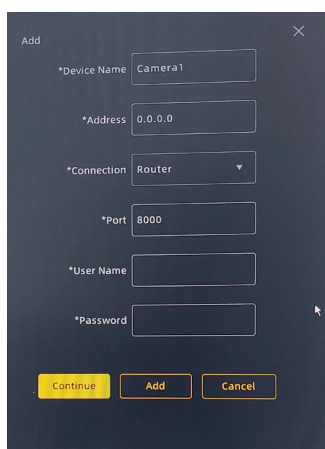 Add
*Device Name Camera1
*Address 0.0.0.0
*Connection Router
*Port 8000
*User Name
*Password
Continue Add Cancel